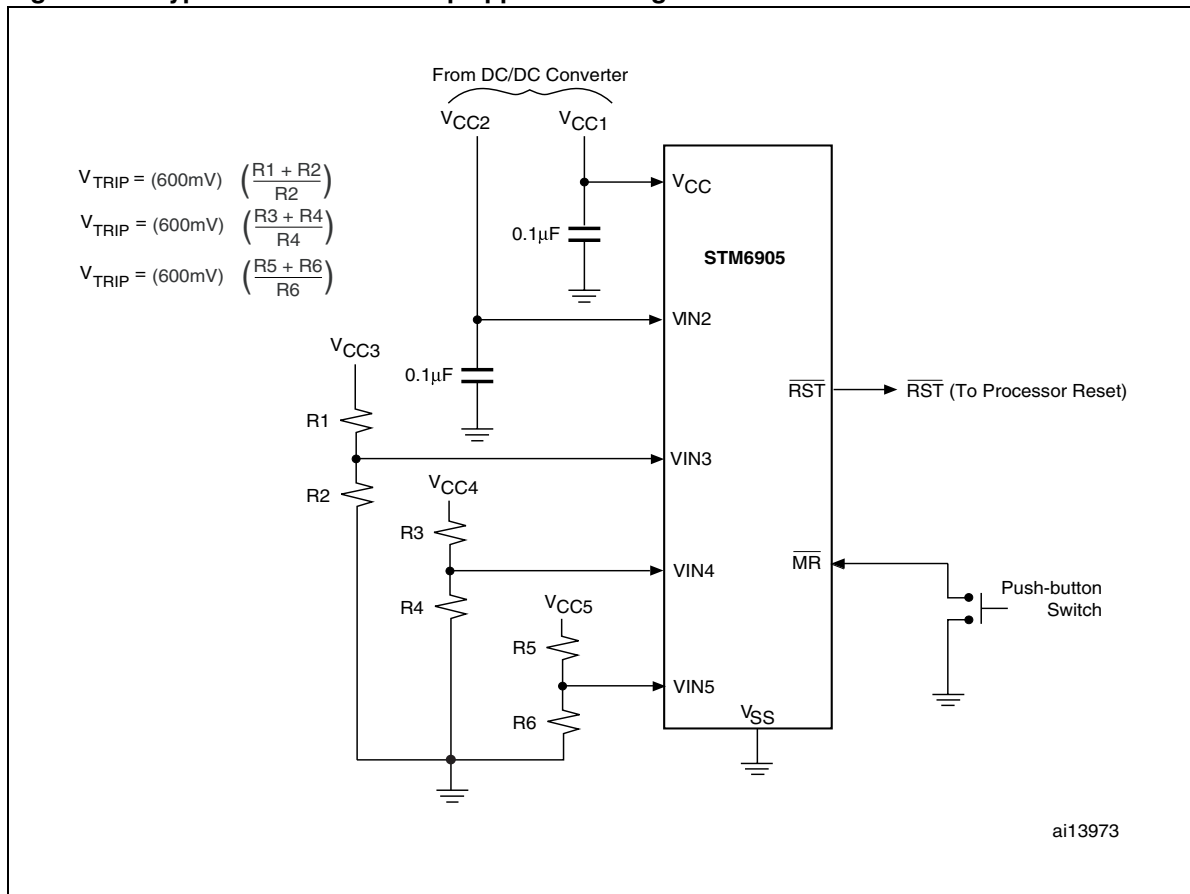 From DC/DC Converter
VCC2 VCC1
VTRIP = (600mV) (R1 + R2 / R2)
VTRIP = (600mV) (R3 + R4 / R4)
VTRIP = (600mV) (R5 + R6 / R6)
VCC
0.1μF
STM6905
VIN2
VCC3
0.1μF
RST
RST (To Processor Reset)
R1
VIN3
R2
VCC4
R3
MR
VIN4
Push-button
Switch
R4
VCC5
R5
VIN5
R6
VSS
ai13973